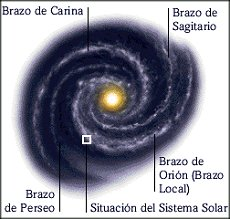 Brazo de Carina
Brazo de
Sagitario
Brazo de
Orión (Brazo
Local)
Brazo
de Perseo
Situación del Sistema Solar